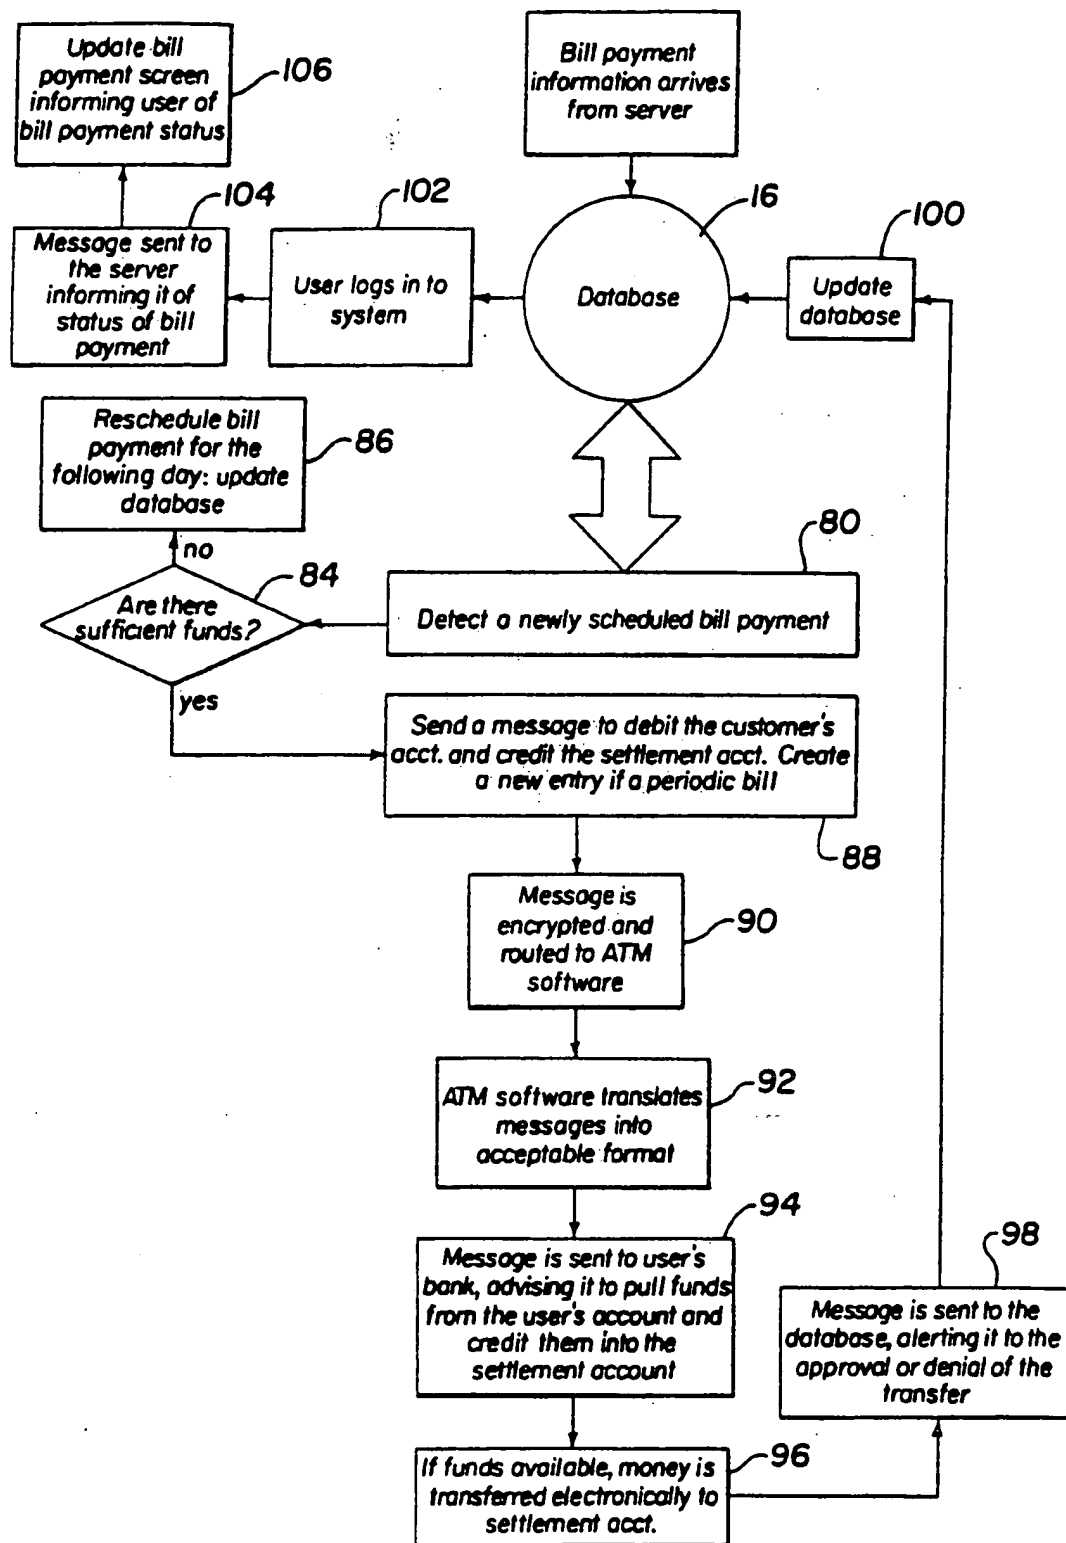 Update bill
payment screen
informing user of
bill payment status
106
Bill payment
information arrives
from server
104
Message sent to
the server
informing it of
status of bill
payment
102
User logs in to
system
16
Database
100
Update
database
Reschedule bill
payment for the
following day: update
database
86
no
84
Are there
sufficient funds?
yes
80
Detect a newly scheduled bill payment
Send a message to debit the customer's
acct. and credit the settlement acct. Create
a new entry if a periodic bill
88
Message is
encrypted and
routed to ATM
software
90
ATM software translates
messages into
acceptable format
92
94
Message is sent to user's
bank, advising it to pull funds
from the user's account and
credit them into the
settlement account
98
Message is sent to the
database, alerting it to the
approval or denial of the
transfer
If funds available, money is
transferred electronically to
settlement acct.
96